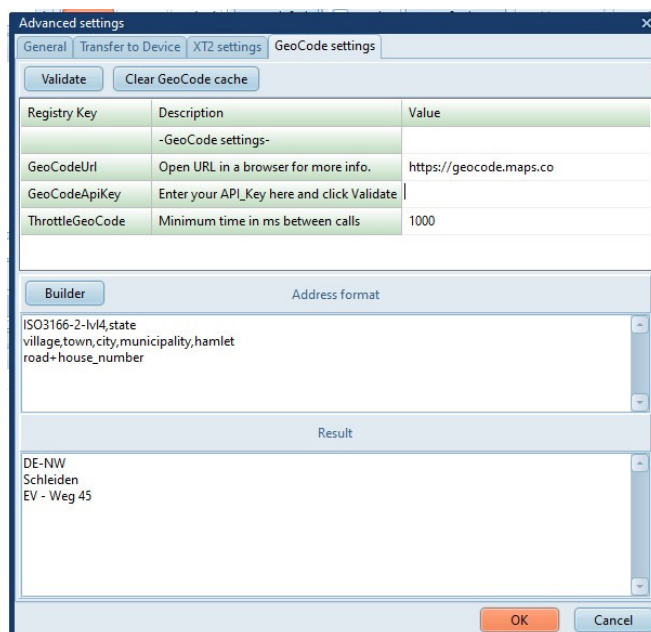 Advanced settings
General Transfer to Device XT2 settings GeoCode settings
Validate Clear GeoCode cache
Registry Key Description Value
-GeoCode settings-
GeoCodeUrl Open URL in a browser for more info. https://geocode.maps.co
GeoCodeApiKey Enter your API_Key here and click Validate
ThrottleGeoCode Minimum time in ms between calls 1000
Builder Address format
ISO3166-2-lvl4,state
village,town,city,municipality,hamlet
road+house_number
Result
DE-NW
Schleiden
EV - Weg 45
OK Cancel